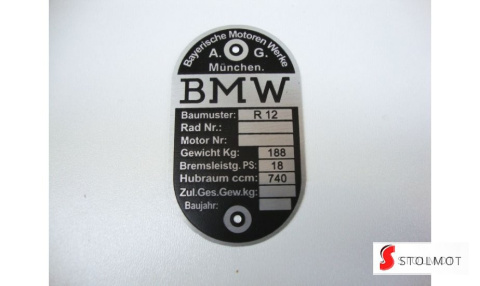 Bayerische Motoren Werke
A. G.
München.
BMW
Baumuster: R 12
Rad Nr.:
Motor Nr:
Gewicht Kg: 188
Bremsleistg. PS: 18
Hubraum ccm: 740
Zul.Ges.Gew.kg:
Baujahr:
STOLMOT